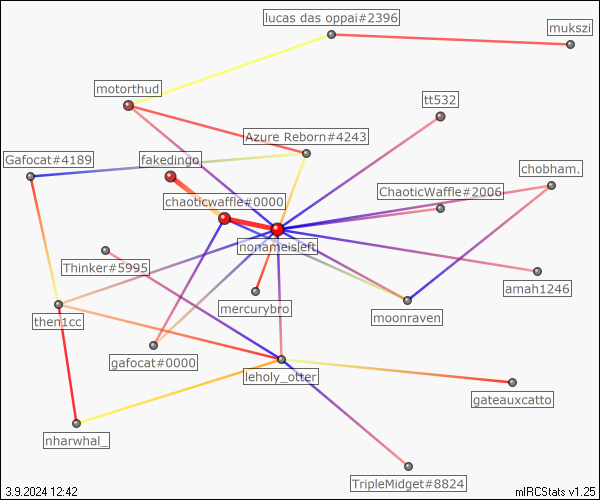 lucas das oppai#2396
mukszi
motorthud
tt532
Azure Reborn#4243
Gafocat#4189
fakedingo
chobham.
ChaoticWaffle#2006
chaoticwaffle#0000
nonameisleft
Thinker#5995
amah1246
mercurybro
moonraven
then1cc
gafocat#0000
leholy_otter
gateauxcatto
nharwhal_
TripleMidget#8824
3.9.2024 12:42
mIRCStats v1.25